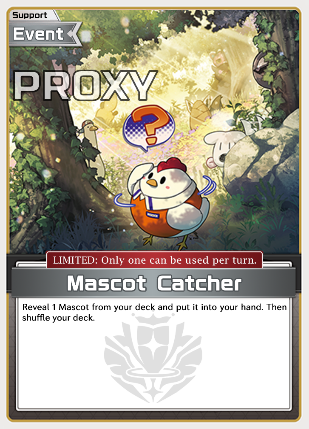 Support
Event
PROXY
?
LIMITED: Only one can be used per turn.
Mascot Catcher
Reveal 1 Mascot from your deck and put it into your hand. Then
shuffle your deck.